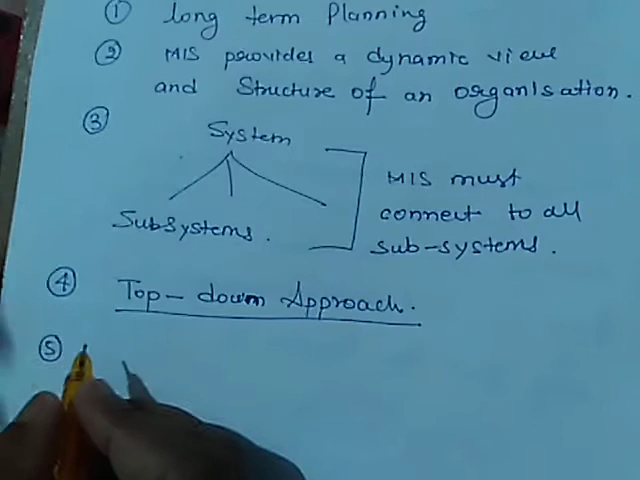 ① Long term Planning
② MIS provides a dynamic view
and Structure of an organisation.
③ System
Subsystems.
MIS must
connect to all
sub-systems.
④ Top-down Approach.
⑤